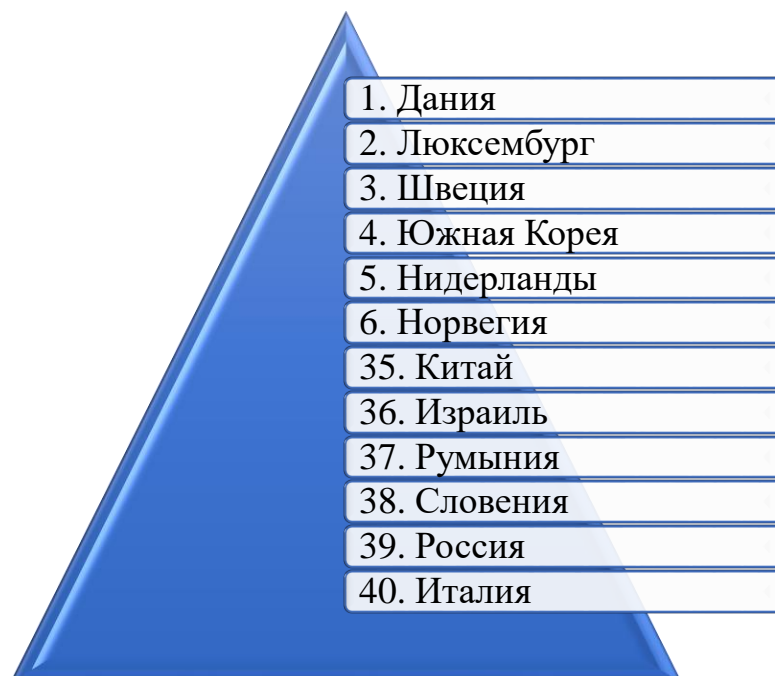 1. Дания
2. Люксембург
3. Швеция
4. Южная Корея
5. Нидерланды
6. Норвегия
35. Китай
36. Израиль
37. Румыния
38. Словения
39. Россия
40. Италия